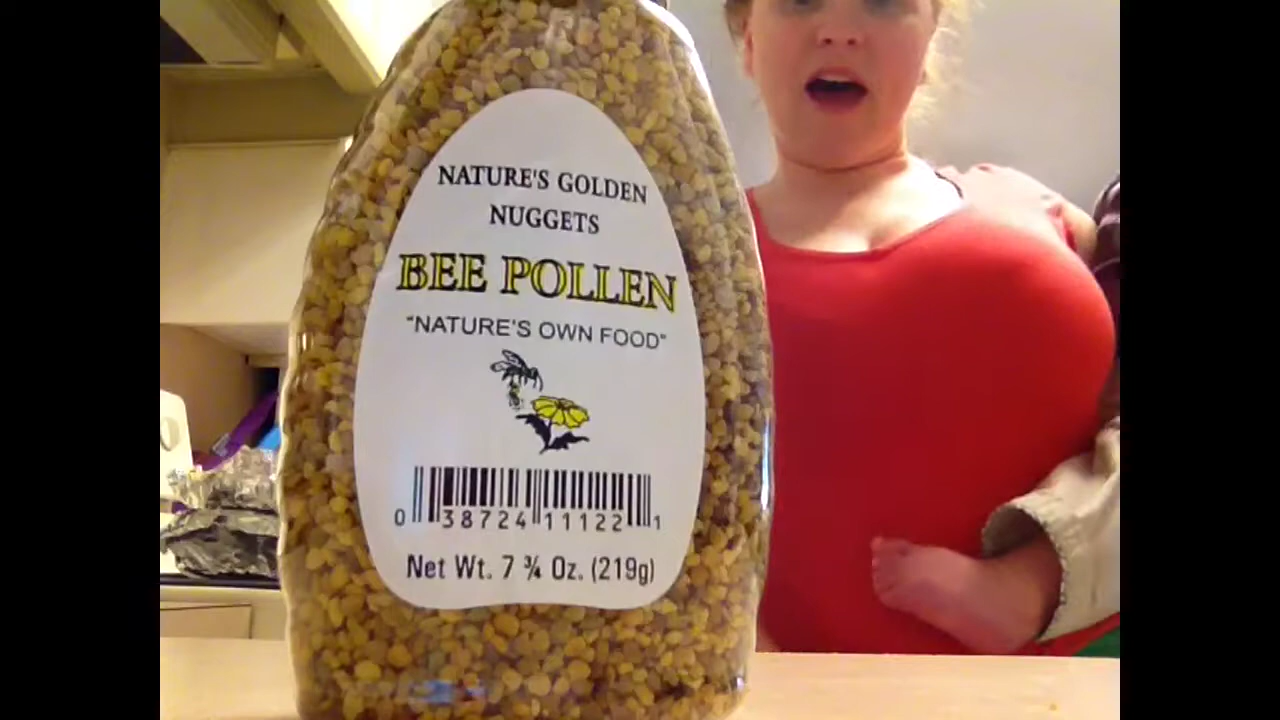 NATURE'S GOLDEN
NUGGETS
BEE POLLEN
"NATURE'S OWN FOOD"
0 38724 11122 1
Net Wt. 7 ¾ Oz. (219g)